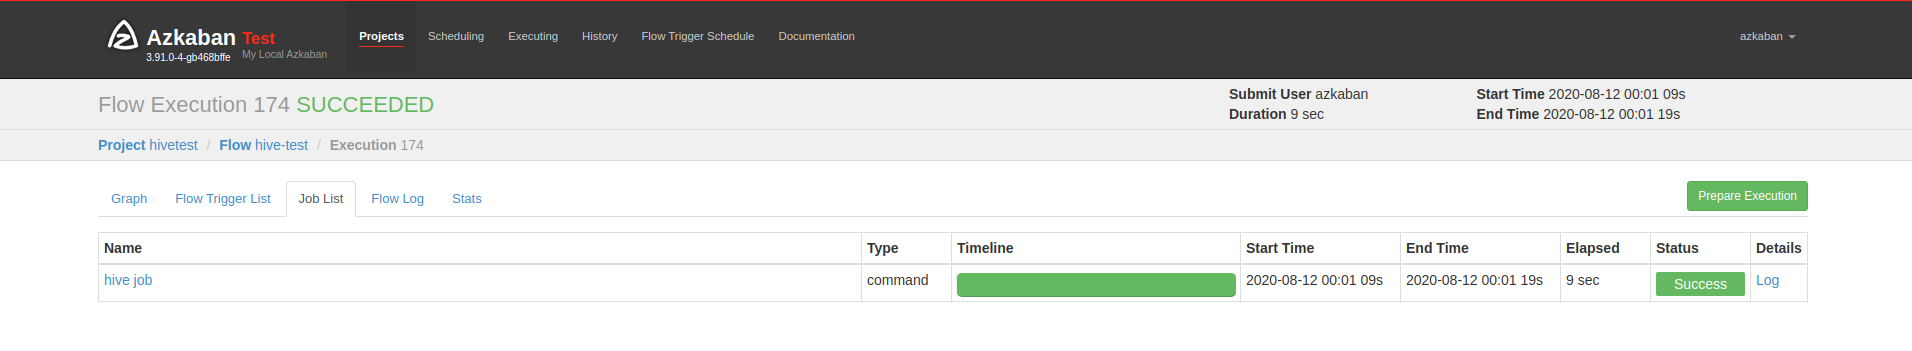 Azkaban Test
3.91.0-4-gb468bffe My Local Azkaban
Projects Scheduling Executing History Flow Trigger Schedule Documentation azkaban
Flow Execution 174 SUCCEEDED
Submit User azkaban
Duration 9 sec
Start Time 2020-08-12 00:01 09s
End Time 2020-08-12 00:01 19s
Project hivetest / Flow hive-test / Execution 174
Graph Flow Trigger List Job List Flow Log Stats Prepare Execution
Name Type Timeline Start Time End Time Elapsed Status Details
hive job command 2020-08-12 00:01 09s 2020-08-12 00:01 19s 9 sec Success Log